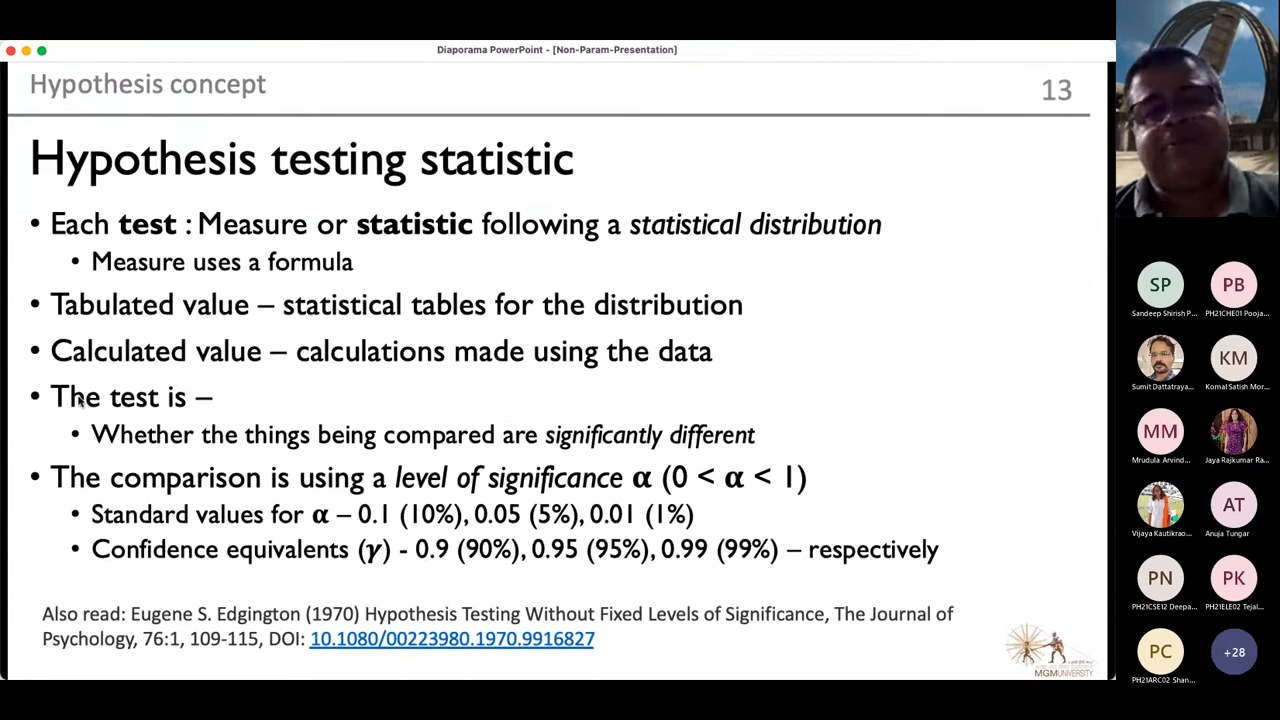 Diaporama PowerPoint - [Non-Param-Presentation]
Hypothesis concept
13
Hypothesis testing statistic
• Each test : Measure or statistic following a statistical distribution
• Measure uses a formula
• Tabulated value – statistical tables for the distribution
• Calculated value – calculations made using the data
• The test is –
• Whether the things being compared are significantly different
• The comparison is using a level of significance α (0 < α < 1)
• Standard values for α – 0.1 (10%), 0.05 (5%), 0.01 (1%)
• Confidence equivalents (γ) - 0.9 (90%), 0.95 (95%), 0.99 (99%) – respectively
Also read: Eugene S. Edgington (1970) Hypothesis Testing Without Fixed Levels of Significance, The Journal of
Psychology, 76:1, 109-115, DOI: 10.1080/00223980.1970.9916827
MGMUNIVERSITY
SP
PB
Sandeep Shirish P...
PH21CHE01 Pooja...
KM
Sumit Dattatraya...
Komal Satish Mor...
MM
Mrudula Arvind...
Jaya Rajkumar Ra...
AT
Vijaya Kautikrao...
Anuja Tungar
PN
PK
PH21CSE12 Deepa...
PH21ELE02 Tejal...
PC
+28
PH21ARC02 Shan...